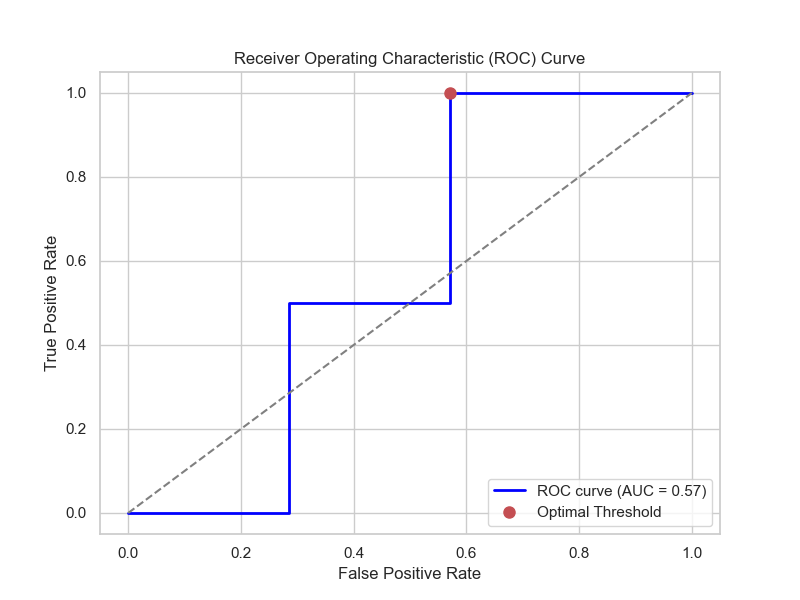 Receiver Operating Characteristic (ROC) Curve
1.0
0.8
0.6
0.4
0.2
0.0
True Positive Rate
0.0 0.2 0.4 0.6 0.8 1.0
False Positive Rate
ROC curve (AUC = 0.57)
Optimal Threshold